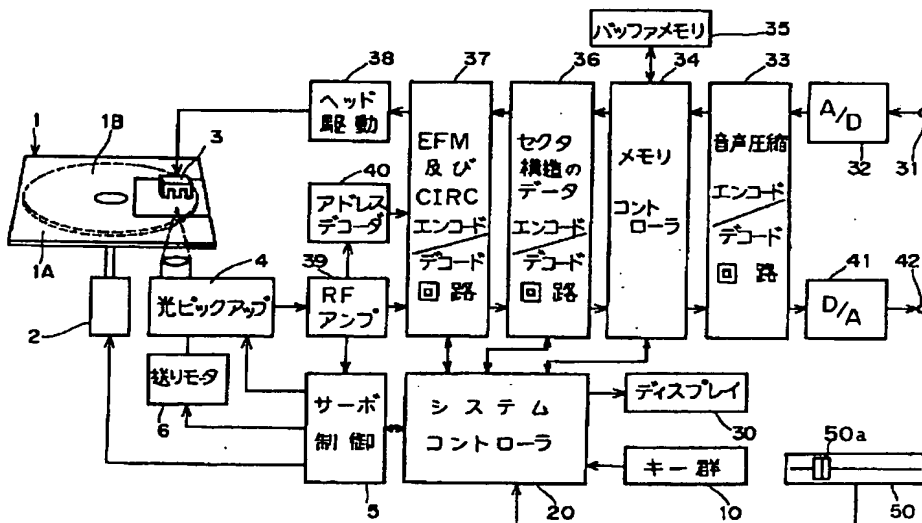 35
バッファメモリ
38
37
36
34
33
ヘッド
駆動
EFM
及び
CIRC
エンコード
デコード
回路
セクタ
構造の
データ
エンコード
デコード
回路
メモリ
コントローラ
音声圧縮
エンコード
デコード
回路
A/D
32
31
1
1B
3
40
アドレス
デコーダ
1A
4
39
光ピックアップ
RF
アンプ
41
D/A
42
2
送りモータ
6
サーボ
制御
5
システム
コントローラ
20
ディスプレイ
30
キー群
10
50a
50